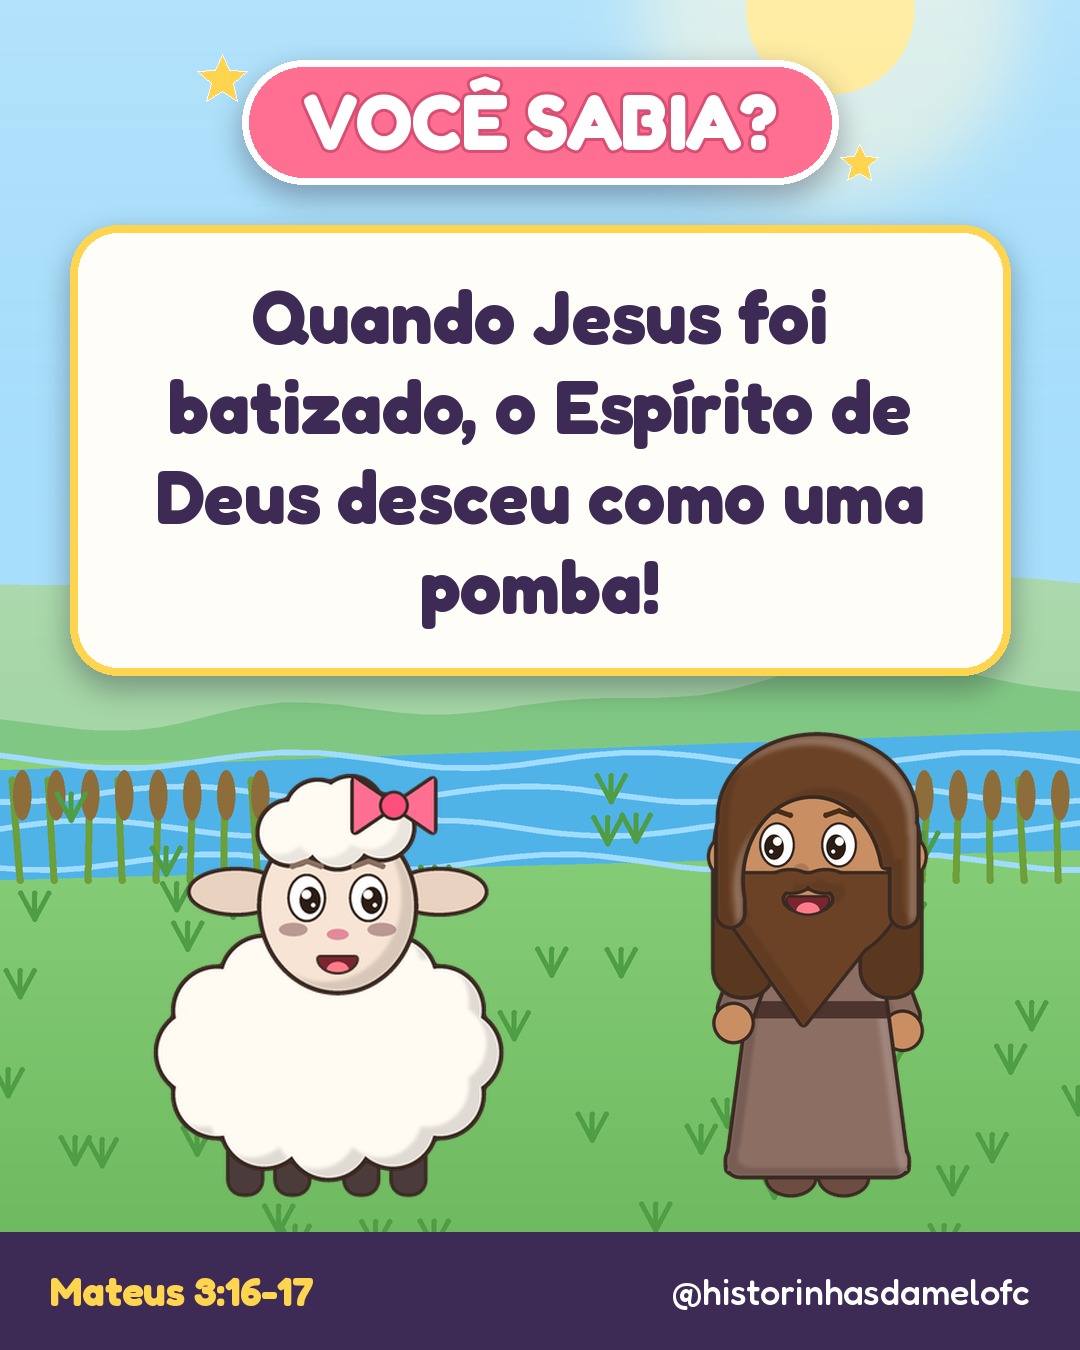 VOCÊ SABIA?
Quando Jesus foi
batizado, o Espírito de
Deus desceu como uma
pomba!
Mateus 3:16-17
@historinhasdamelofc